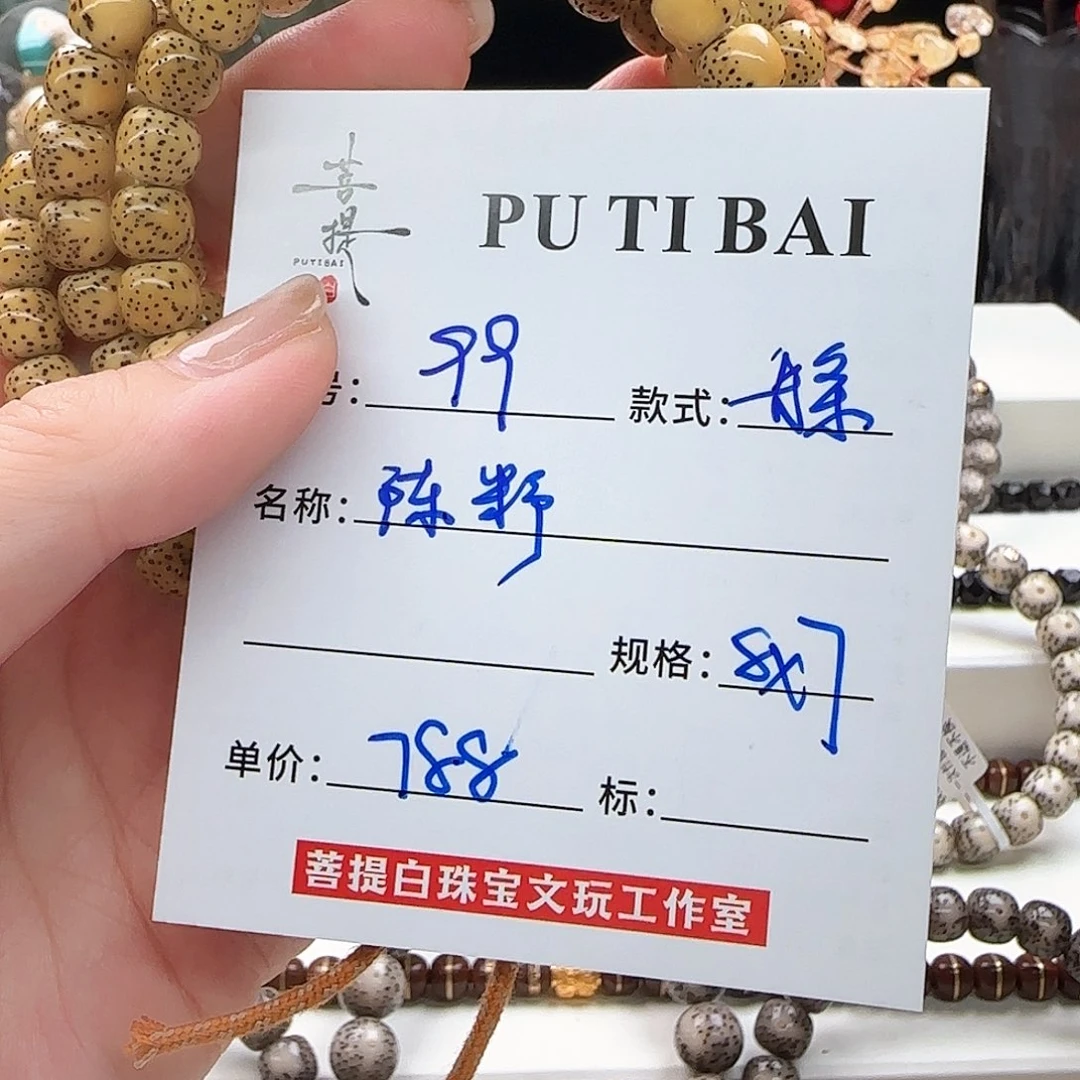 菩提
PUTIBAI
PU TI BAI
号: 99 款式:
名称: 陈籽
规格: 8X7
单价: 788 标:
菩提白珠宝文玩工作室